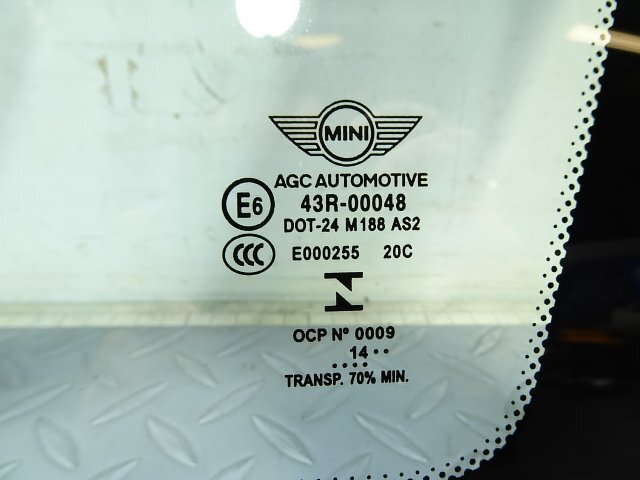 MINI
AGC AUTOMOTIVE
E6 43R-00048
DOT-24 M188 AS2
CCC E000255 20C
OCP Nº 0009
14
TRANSP. 70% MIN.